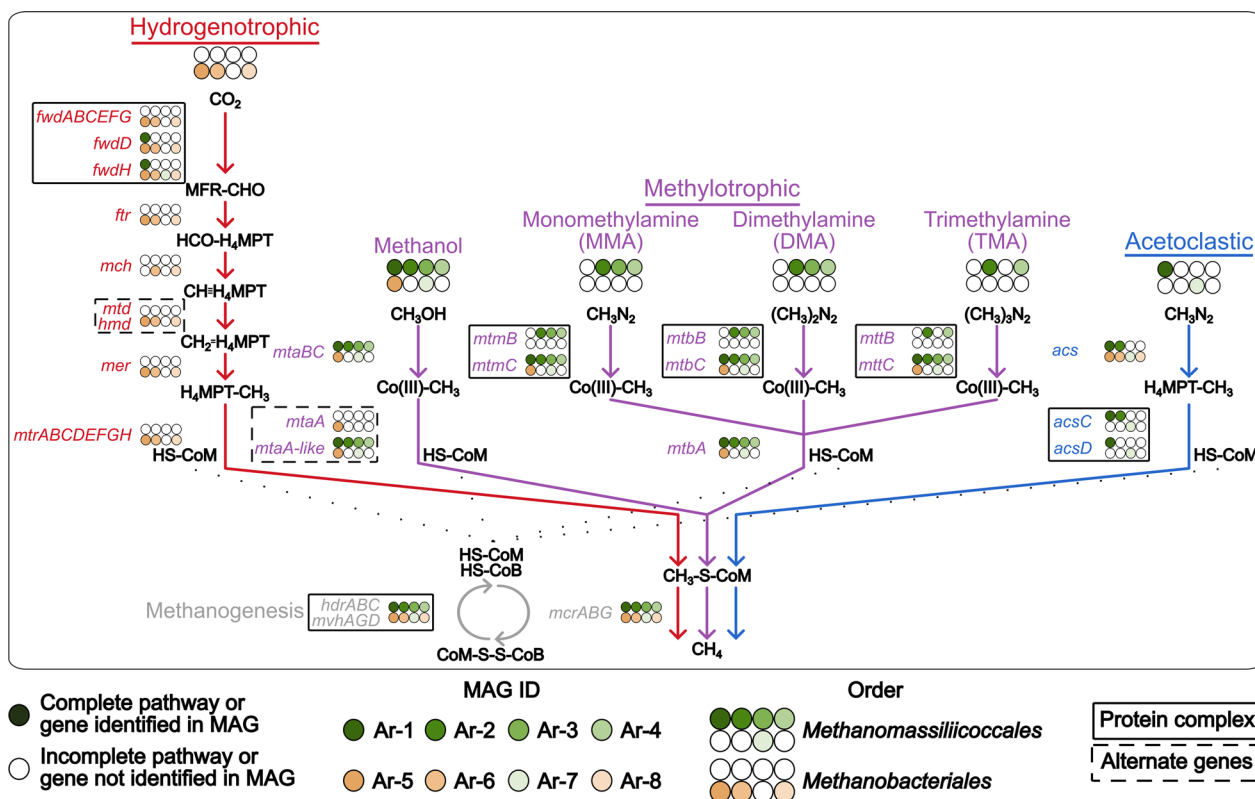 Hydrogenotrophic
CO₂
fwdABCEFG
fwdD
fwdH
MFR-CHO
ftr
HCO-H₄MPT
mch
CH≡H₄MPT
mtd
hmd
CH₂=H₄MPT
mer
H₄MPT-CH₃
mtrABCDEFGH
HS-CoM
Methylotrophic
Methanol
CH₃OH
mtaBC
Co(III)-CH₃
mtaA
mtaA-like
HS-CoM
Monomethylamine
(MMA)
CH₃N₂
mtmB
mtmC
Co(III)-CH₃
Dimethylamine
(DMA)
(CH₃)₂N₂
mtbB
mtbC
Co(III)-CH₃
Trimethylamine
(TMA)
(CH₃)₃N₂
mttB
mttC
Co(III)-CH₃
mtbA
HS-CoM
Acetoclastic
CH₃N₂
acs
H₄MPT-CH₃
acsC
acsD
HS-CoM
HS-CoM
HS-CoB
Methanogenesis
hdrABC
mvhAGD
CoM-S-S-CoB
mcrABG
CH₃-S-CoM
CH₄
Complete pathway or
gene identified in MAG
Incomplete pathway or
gene not identified in MAG
MAG ID
Ar-1 Ar-2 Ar-3 Ar-4
Ar-5 Ar-6 Ar-7 Ar-8
Order
Methanomassiliicoccales
Methanobacteriales
Protein complex
Alternate genes